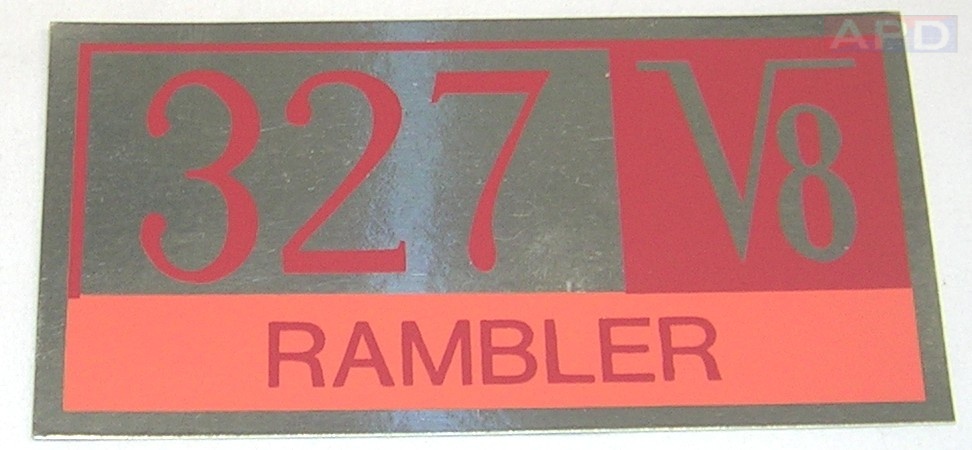 APD
327 V8
RAMBLER